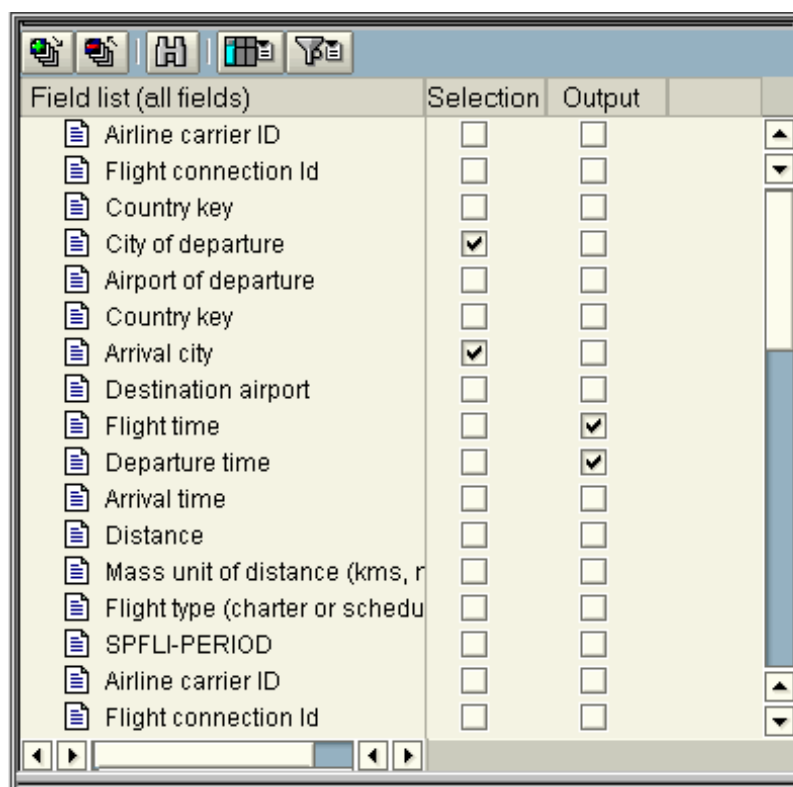 Field list (all fields) Selection Output
Airline carrier ID
Flight connection Id
Country key
City of departure
Airport of departure
Country key
Arrival city
Destination airport
Flight time
Departure time
Arrival time
Distance
Mass unit of distance (kms, r
Flight type (charter or schedu
SPFLI-PERIOD
Airline carrier ID
Flight connection Id